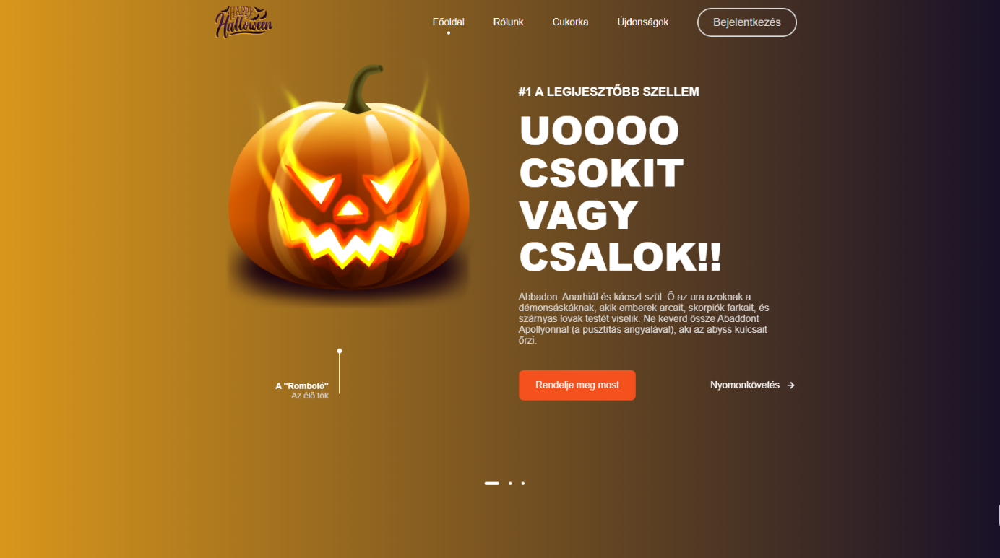 HAPPY
Halloween
Főoldal
Rólunk
Cukorka
Újdonságok
Bejelentkezés
#1 A LEGIJESZTŐBB SZELLEM
UOOOO
CSOKIT
VAGY
CSALOK!!
Abbadon: Anarhiát és káoszt szül. Ő az ura azoknak a
démonsáskáknak, akik emberek arcait, skorpiók farkait, és
szárnyas lovak testét viselik. Ne keverd össze Abaddont
Apollyonnal (a pusztítás angyalával), aki az abyss kulcsait
őrzi.
A "Romboló"
Az élő tök
Rendelje meg most
Nyomonkövetés